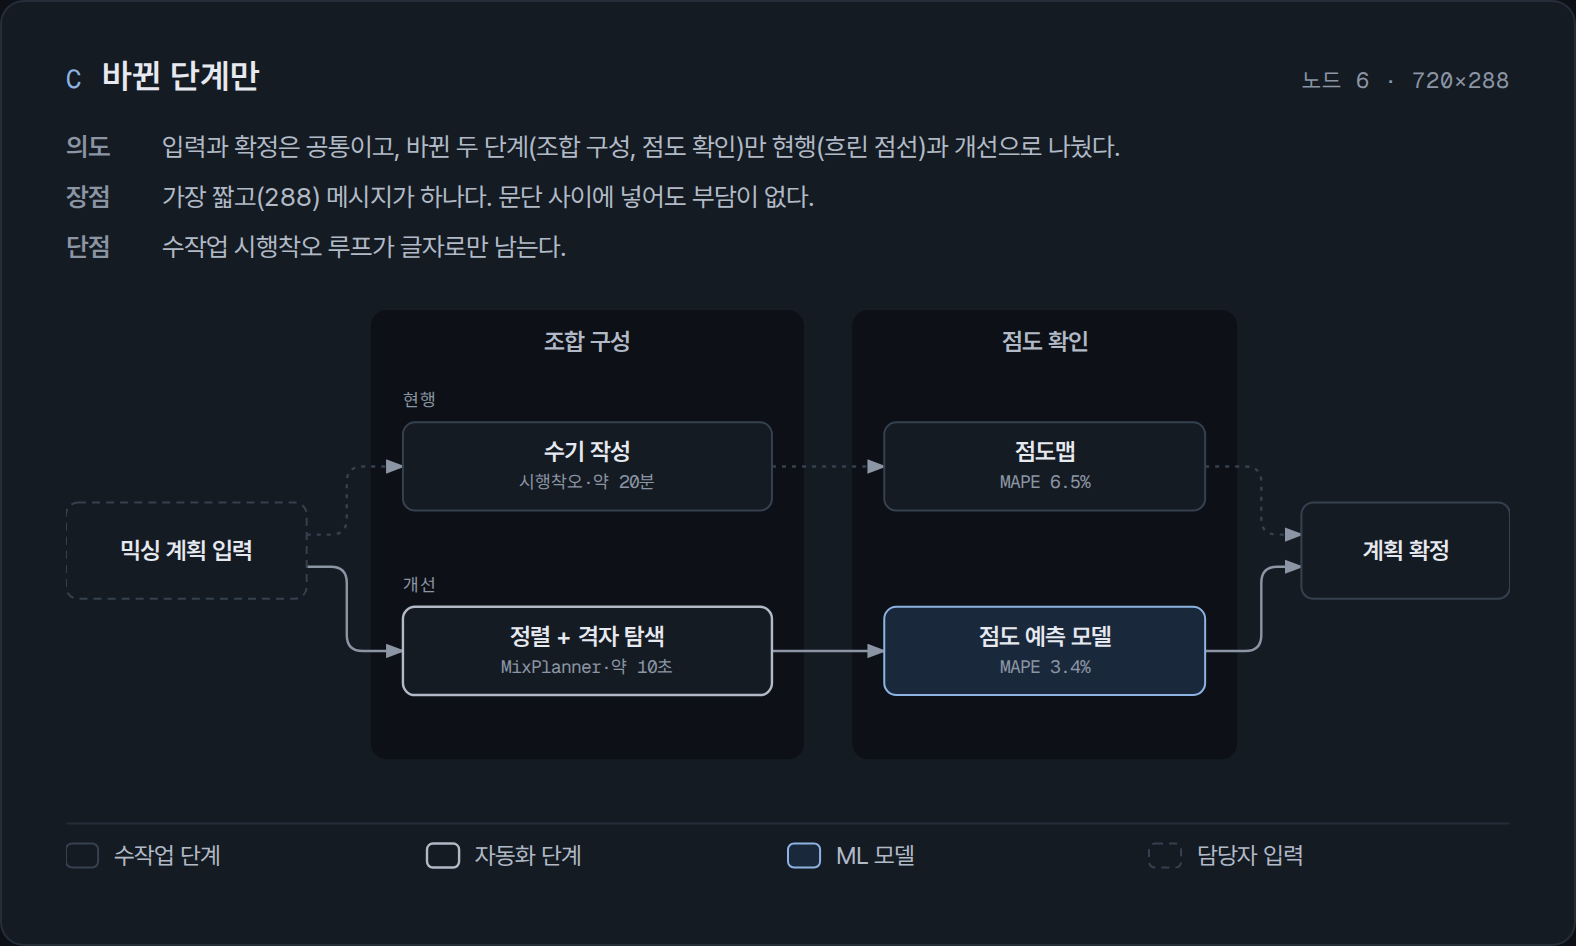 C 바뀐 단계만
노드 6 · 720×288
의도 입력과 확정은 공통이고, 바뀐 두 단계(조합 구성, 점도 확인)만 현행(흐린 점선)과 개선으로 나눴다.
장점 가장 짧고(288) 메시지가 하나다. 문단 사이에 넣어도 부담이 없다.
단점 수작업 시행착오 루프가 글자로만 남는다.
조합 구성
점도 확인
현행
수기 작성
시행착오·약 20분
점도맵
MAPE 6.5%
믹싱 계획 입력
계획 확정
개선
정렬 + 격자 탐색
MixPlanner·약 10초
점도 예측 모델
MAPE 3.4%
수작업 단계
자동화 단계
ML 모델
담당자 입력